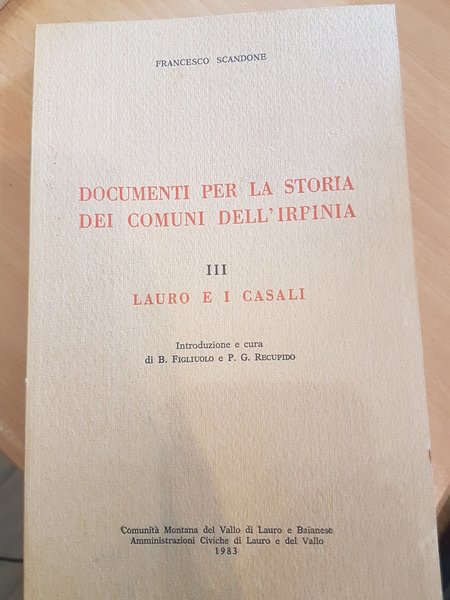 FRANCESCO SCANDONE
DOCUMENTI PER LA STORIA
DEI COMUNI DELL'IRPINIA
III
LAURO E I CASALI
Introduzione e cura
di B. FIGLIUOLO e P. G. RECUPIDO
Comunità Montana del Vallo di Lauro e Baianese
Amministrazioni Civiche di Lauro e del Vallo
1983